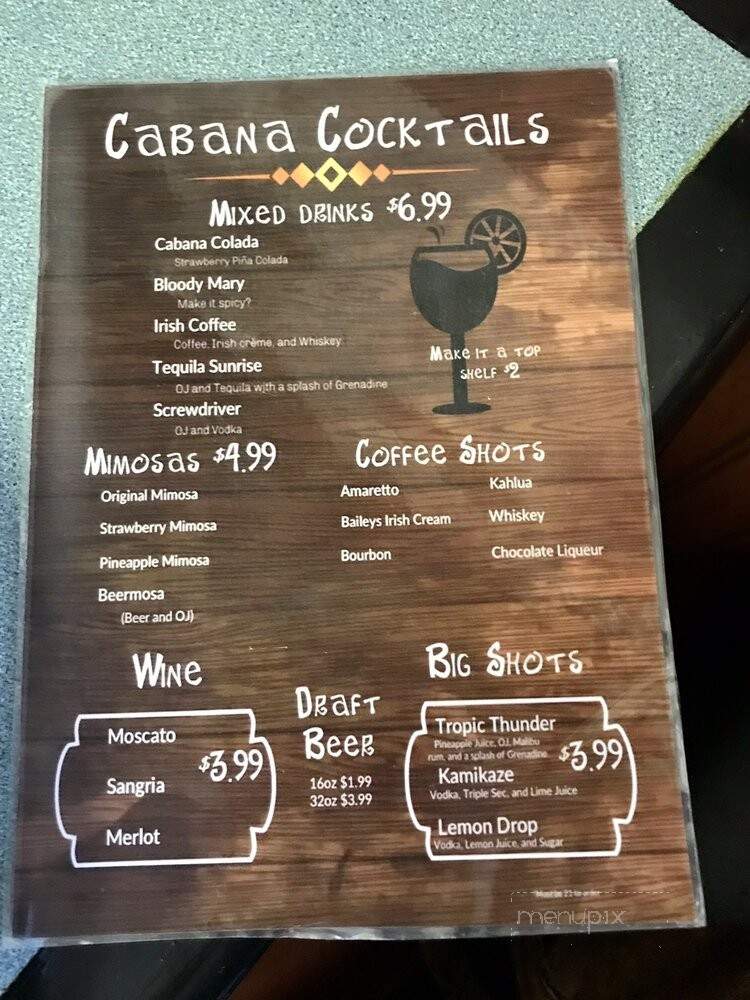 Cabana Cocktails
Mixed Drinks $6.99
Cabana Colada
Strawberry Piña Colada
Bloody Mary
Make it spicy?
Irish Coffee
Coffee, Irish crème, and Whiskey
Tequila Sunrise
OJ and Tequila with a splash of Grenadine
Screwdriver
OJ and Vodka
Make it a top
shelf $2
Mimosas $4.99
Original Mimosa
Strawberry Mimosa
Pineapple Mimosa
Beermosa
(Beer and OJ)
Coffee Shots
Amaretto
Kahlua
Baileys Irish Cream
Whiskey
Bourbon
Chocolate Liqueur
Wine
Moscato
$3.99
Sangria
Merlot
Draft
Beer
16oz $1.99
32oz $3.99
Big Shots
Tropic Thunder
Pineapple Juice, OJ, Malibu
rum, and a splash of Grenadine
$3.99
Kamikaze
Vodka, Triple Sec, and Lime Juice
Lemon Drop
Vodka, Lemon Juice, and Sugar
*Must be 21 to order
menupix